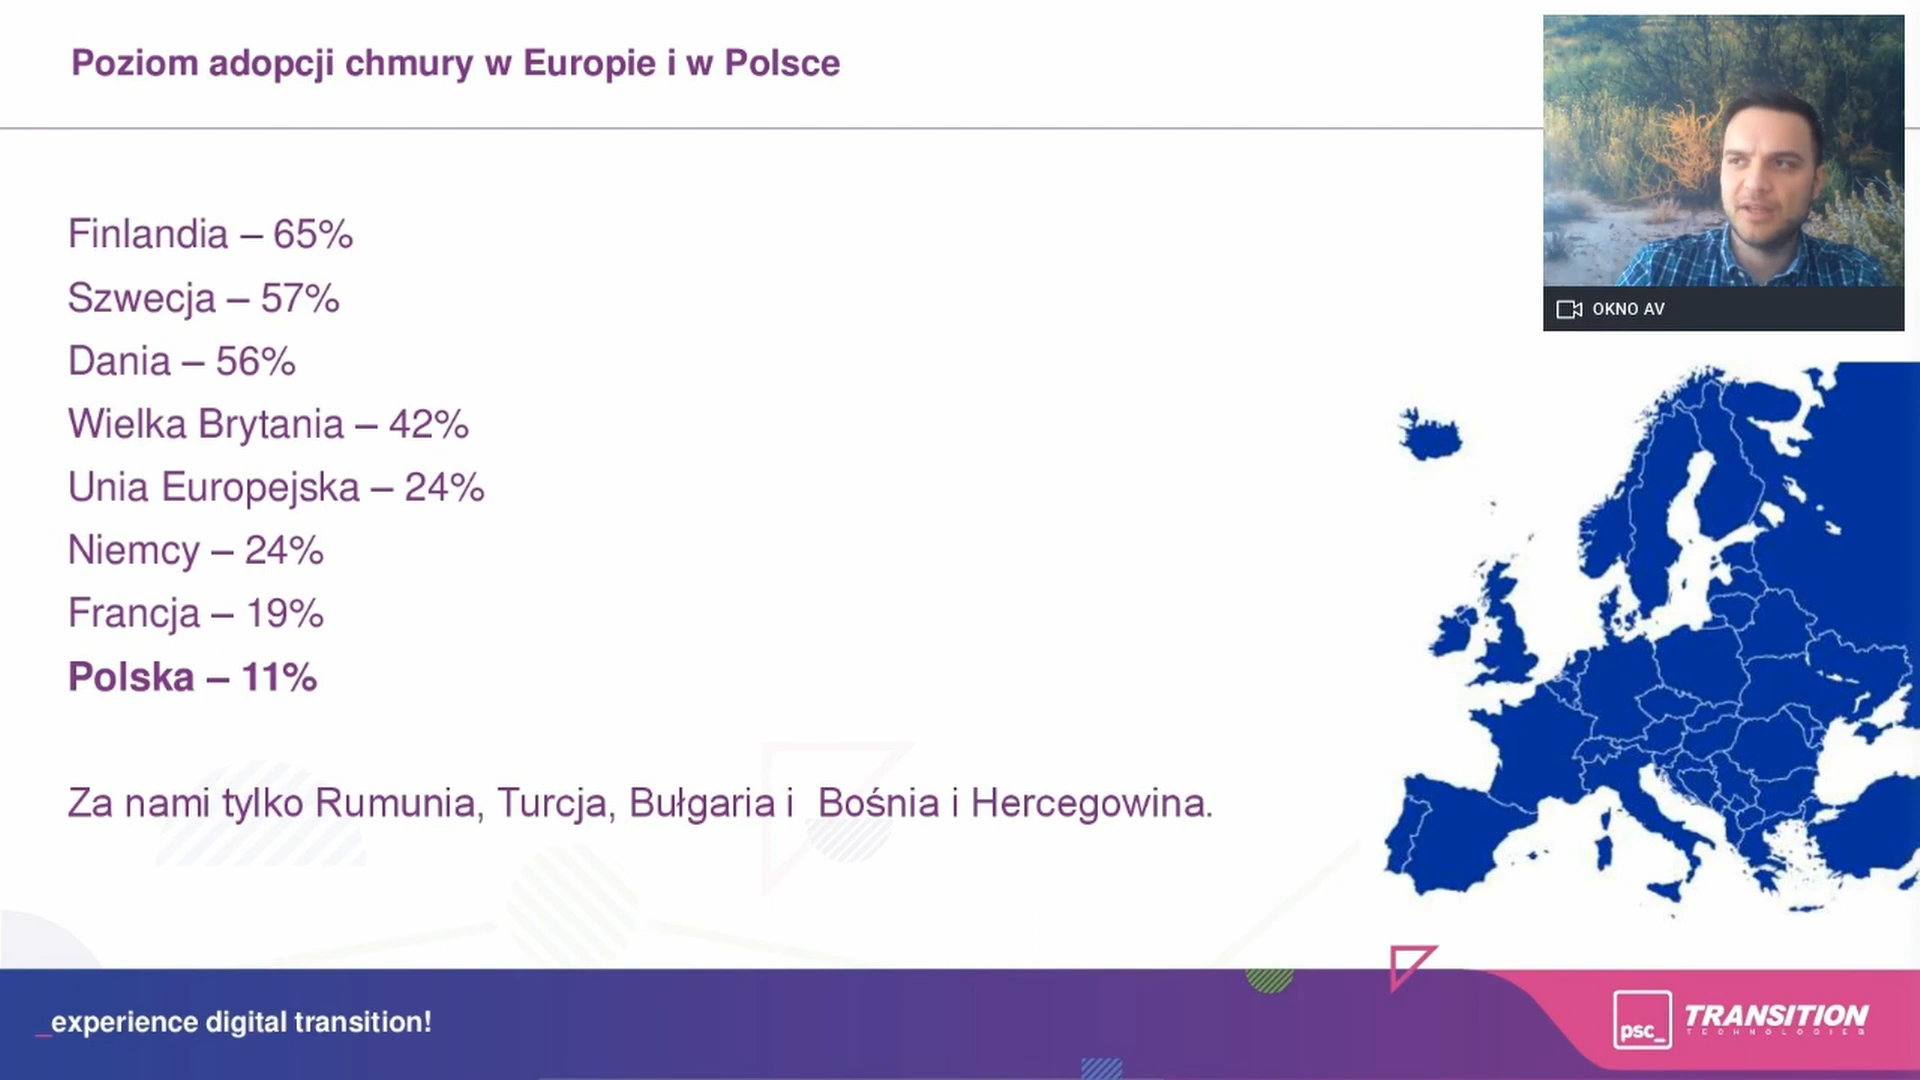 Poziom adopcji chmury w Europie i w Polsce
OKNO AV
Finlandia – 65%
Szwecja – 57%
Dania – 56%
Wielka Brytania – 42%
Unia Europejska – 24%
Niemcy – 24%
Francja – 19%
Polska – 11%
Za nami tylko Rumunia, Turcja, Bułgaria i  Bośnia i Hercegowina.
_experience digital transition!
psc_
TRANSITION
TECHNOLOGIES